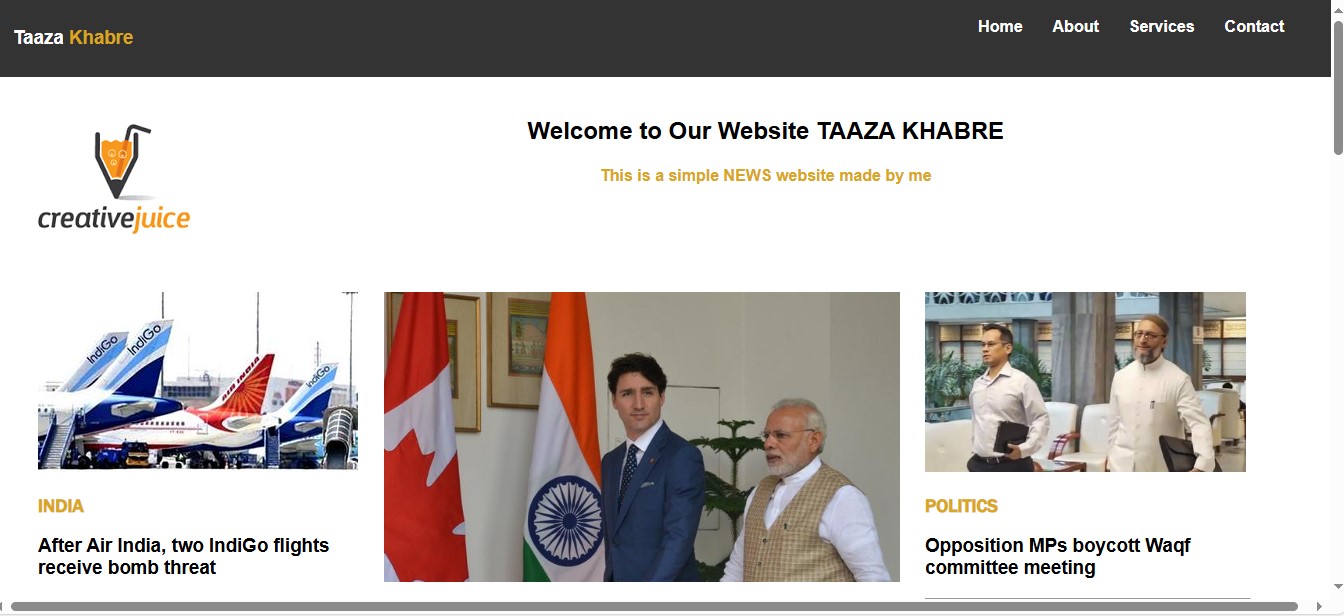 Taaza Khabre
Home About Services Contact
Welcome to Our Website TAAZA KHABRE
This is a simple NEWS website made by me
creativejuice
IndiGo
IndiGo
AIR INDIA
IndiGo
INDIA
After Air India, two IndiGo flights
receive bomb threat
POLITICS
Opposition MPs boycott Waqf
committee meeting